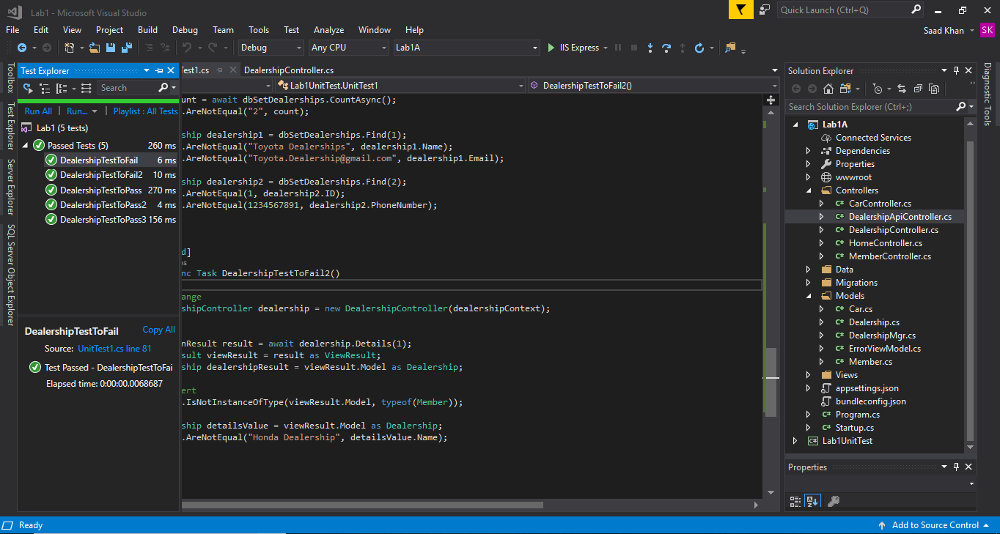 Lab1 - Microsoft Visual Studio
Quick Launch (Ctrl+Q)
File Edit View Project Build Debug Team Tools Test Analyze Window Help
Saad Khan SK
Debug Any CPU Lab1A IIS Express
Toolbox
Test Explorer
Server Explorer
SQL Server Object Explorer
Test Explorer
Search
Run All Run... Playlist : All Tests
Lab1 (5 tests)
Passed Tests (5) 260 ms
DealershipTestToFail 6 ms
DealershipTestToFail2 10 ms
DealershipTestToPass 270 ms
DealershipTestToPass2 4 ms
DealershipTestToPass3 156 ms
DealershipTestToFail Copy All
Source: UnitTest1.cs line 81
Test Passed - DealershipTestToFai
Elapsed time: 0:00:00.0068687
Test1.cs DealershipController.cs
Lab1UnitTest.UnitTest1 DealershipTestToFail2()
unt = await dbSetDealerships.CountAsync();
.AreNotEqual("2", count);
ship dealership1 = dbSetDealerships.Find(1);
.AreNotEqual("Toyota Dealerships", dealership1.Name);
.AreNotEqual("Toyota.Dealership@gmail.com", dealership1.Email);
ship dealership2 = dbSetDealerships.Find(2);
.AreNotEqual(1, dealership2.ID);
.AreNotEqual(1234567891, dealership2.PhoneNumber);
d]
es
nc Task DealershipTestToFail2()
ange
shipController dealership = new DealershipController(dealershipContext);
nResult result = await dealership.Details(1);
sult viewResult = result as ViewResult;
ship dealershipResult = viewResult.Model as Dealership;
ert
.IsNotInstanceOfType(viewResult.Model, typeof(Member));
ship detailsValue = viewResult.Model as Dealership;
.AreNotEqual("Honda Dealership", detailsValue.Name);
Solution Explorer
Search Solution Explorer (Ctrl+;)
Lab1A
Connected Services
Dependencies
Properties
wwwroot
Controllers
C# CarController.cs
C# DealershipApiController.cs
C# DealershipController.cs
C# HomeController.cs
C# MemberController.cs
Data
Migrations
Models
C# Car.cs
C# Dealership.cs
C# DealershipMgr.cs
C# ErrorViewModel.cs
C# Member.cs
Views
appsettings.json
bundleconfig.json
C# Program.cs
C# Startup.cs
C# Lab1UnitTest
Properties
Diagnostic Tools
Ready
Add to Source Control